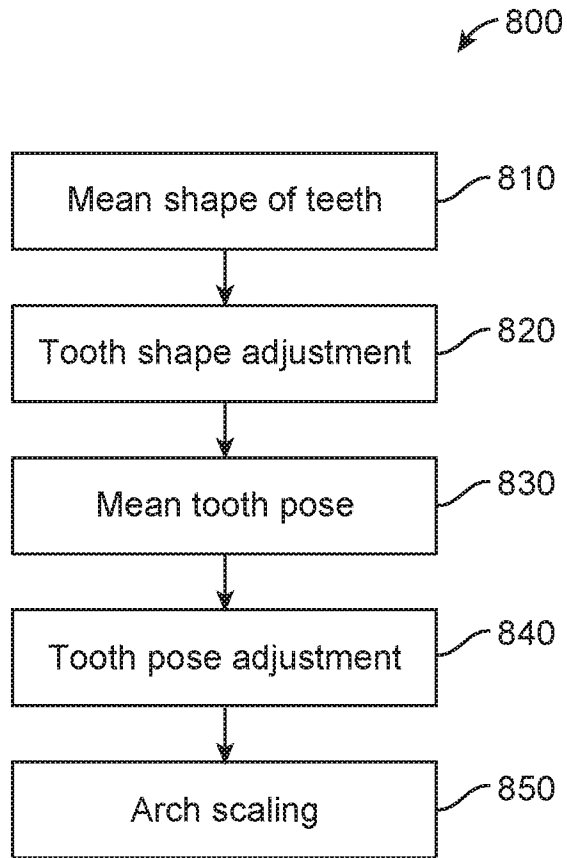 800
Mean shape of teeth
810
Tooth shape adjustment
820
Mean tooth pose
830
Tooth pose adjustment
840
Arch scaling
850